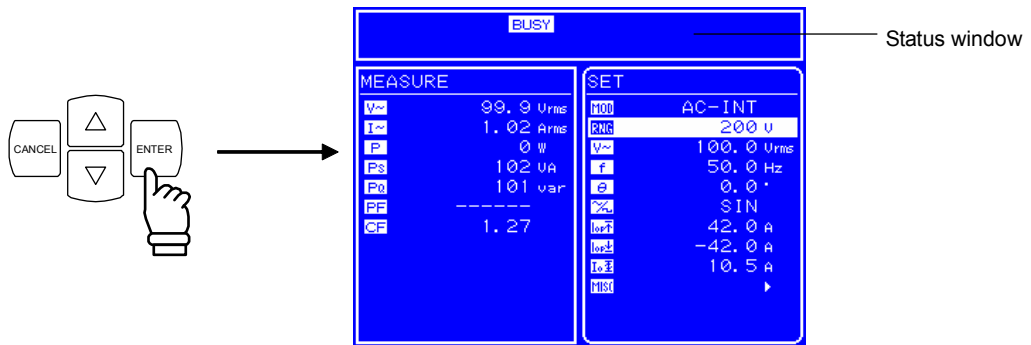 BUSY
Status window
CANCEL
ENTER
MEASURE
V~ 99.9 Vrms
I~ 1.02 Arms
P 0 W
PS 102 VA
PQ 101 var
PF ------
CF 1.27
SET
MOD AC-INT
RNG 200 V
V~ 100.0 Vrms
f 50.0 Hz
θ 0.0°
SIN
42.0 A
-42.0 A
10.5 A
MISC